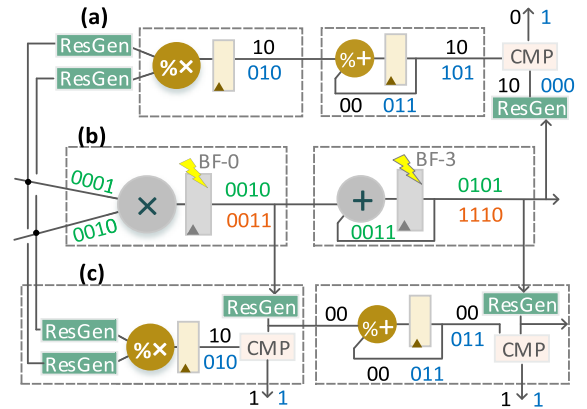 (a)
0 1
ResGen
ResGen
%×
10
010
%+
10
101
00 011
CMP
10 000
ResGen
(b)
BF-0
BF-3
0001
0010
×
0010
0011
+
0011
0101
1110
(c)
ResGen
ResGen
ResGen
ResGen
%×
10
010
CMP
00
%+
00
011
00 011
CMP
1 1
1 1